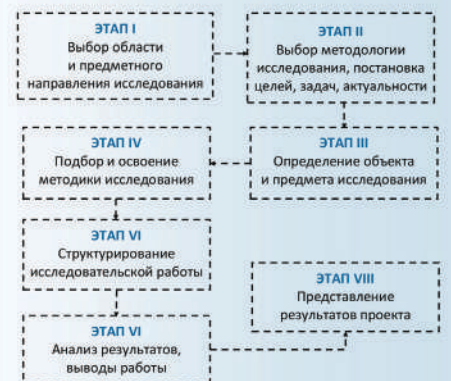 ЭТАП I
Выбор области
и предметного
направления исследования
ЭТАП II
Выбор методологии
исследования, постановка
целей, задач, актуальности
ЭТАП III
Определение объекта
и предмета исследования
ЭТАП IV
Подбор и освоение
методики исследования
ЭТАП VI
Структурирование
исследовательской работы
ЭТАП VI
Анализ результатов,
выводы работы
ЭТАП VIII
Представление
результатов проекта